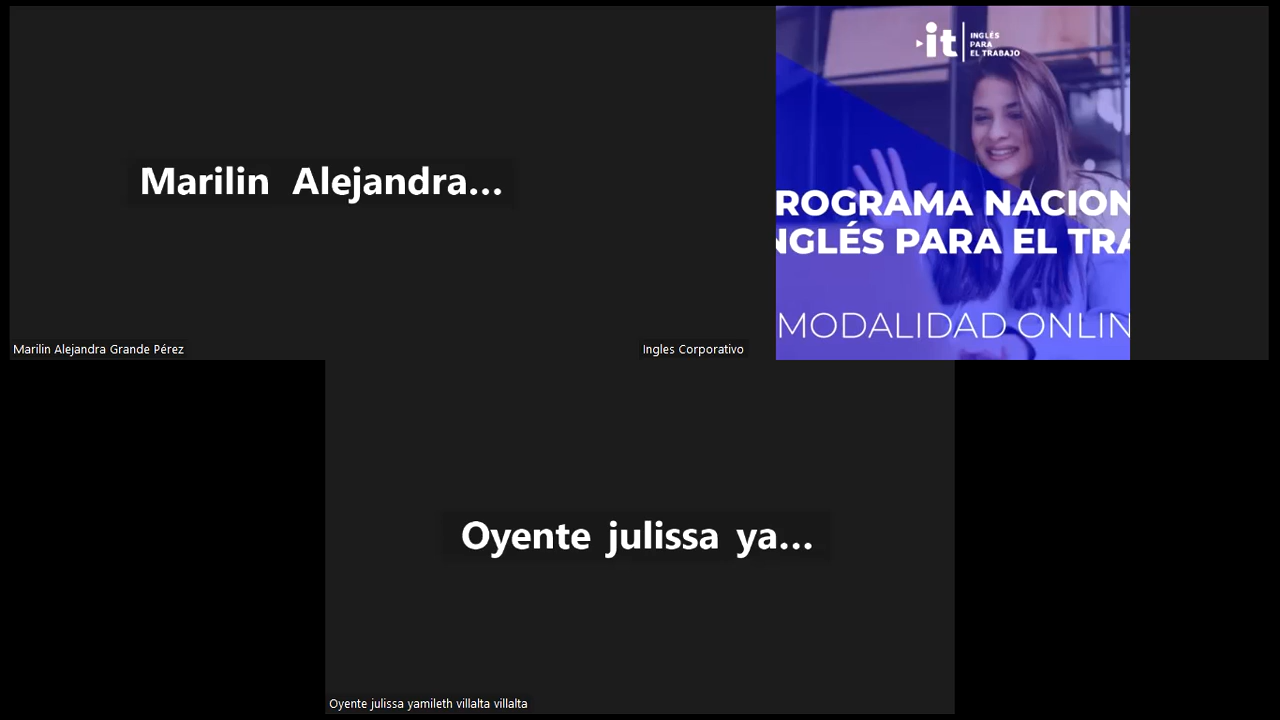 Marilin Alejandra...
Marilin Alejandra Grande Pérez
it
INGLÉS
PARA
EL TRABAJO
ROGRAMA NACION
NGLÉS PARA EL TRA
MODALIDAD ONLIN
Ingles Corporativo
Oyente julissa ya...
Oyente julissa yamileth villalta villalta